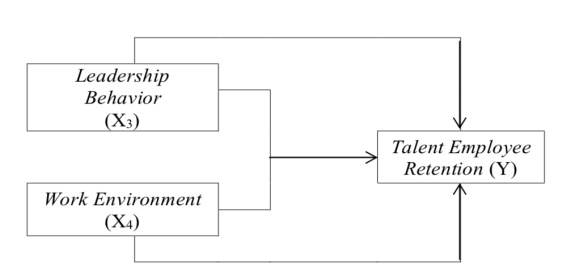 Leadership
Behavior
(X₃)
Talent Employee
Retention (Y)
Work Environment
(X₄)